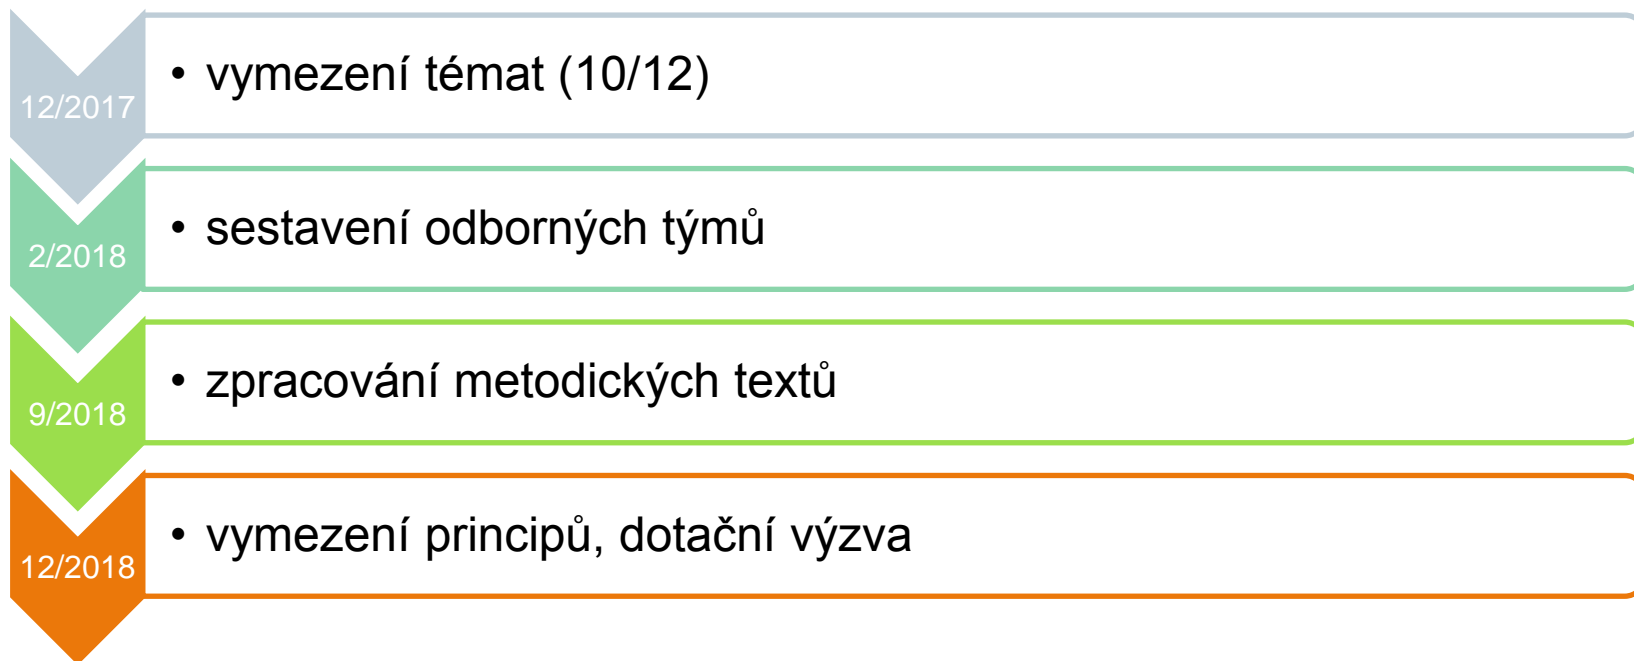 12/2017
• vymezení témat (10/12)
2/2018
• sestavení odborných týmů
9/2018
• zpracování metodických textů
12/2018
• vymezení principů, dotační výzva